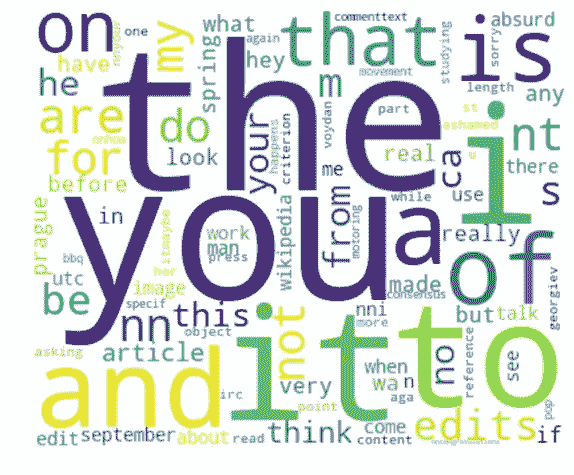 on
the
that
is
commenttext
absurd
what
my
one
again
movement
sorry
studying
have
hey
he
spring
m
length
any
are
do
your
happens
criterion
voydan
part
st
eshamed
u
nt
i
for
look
me
real
ca
there
before
while
use
s
prague
in
you
from
motoring
a
really
of
work
man
press
wikipedia
her
itmaybe
bbq
utc
image
made
be
specif
nn
this
object
not
it
nni
more
consensus
to
but
talk
georgiev
asking
article
irc
very
when
wa
n
aga
no
reference
see
and
point
come
content
edits
pop
edit
september
about
read
think
if